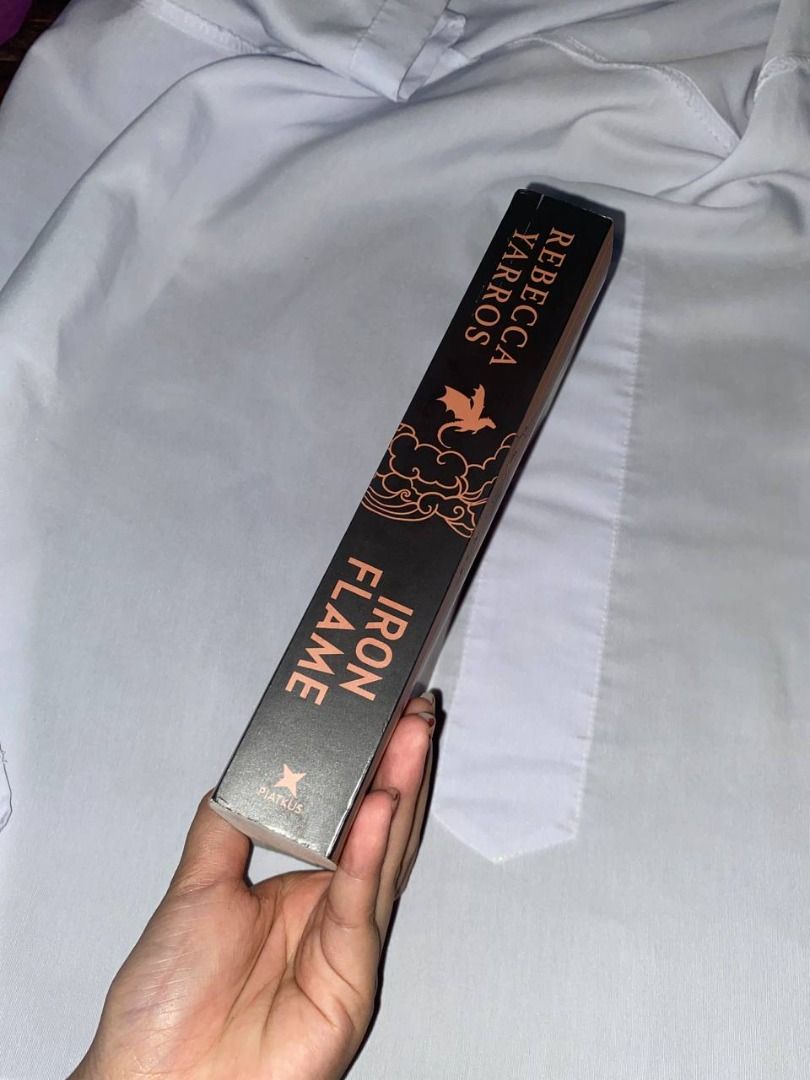 REBECCA
YARROS
IRON
FLAME
PIATKUS